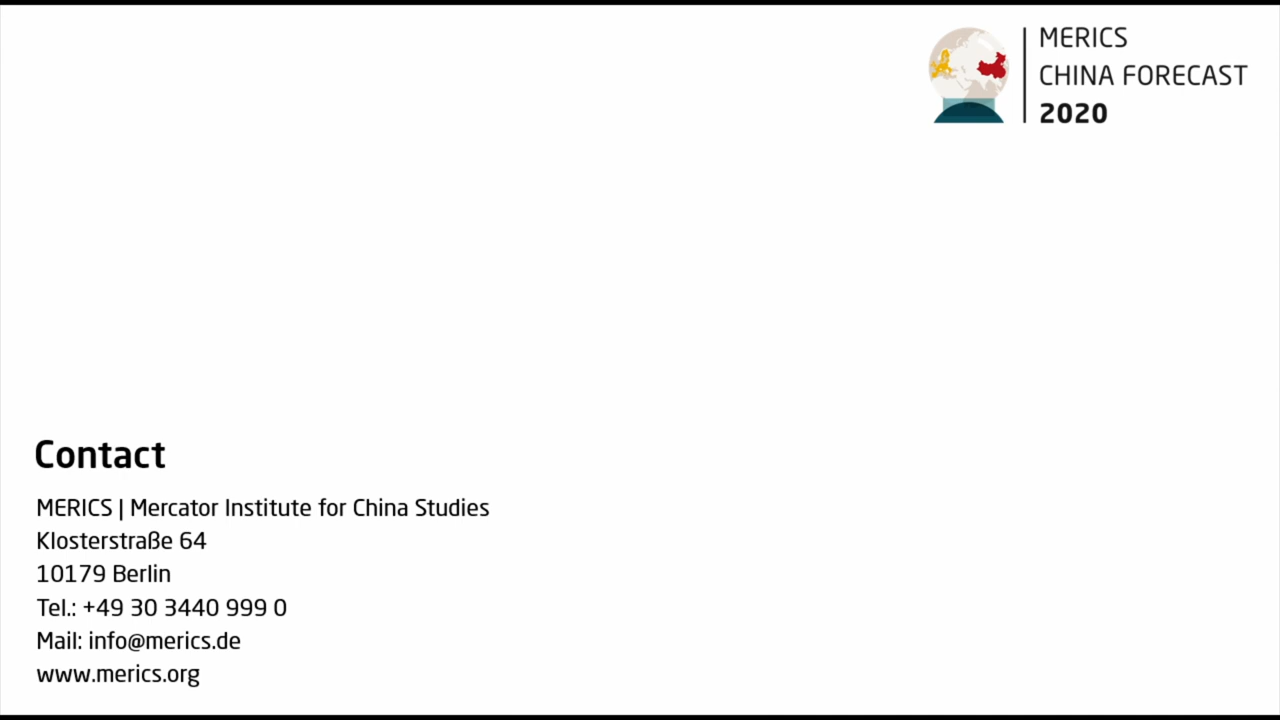 MERICS
CHINA FORECAST
2020
Contact
MERICS | Mercator Institute for China Studies
Klosterstraße 64
10179 Berlin
Tel.: +49 30 3440 999 0
Mail: info@merics.de
www.merics.org